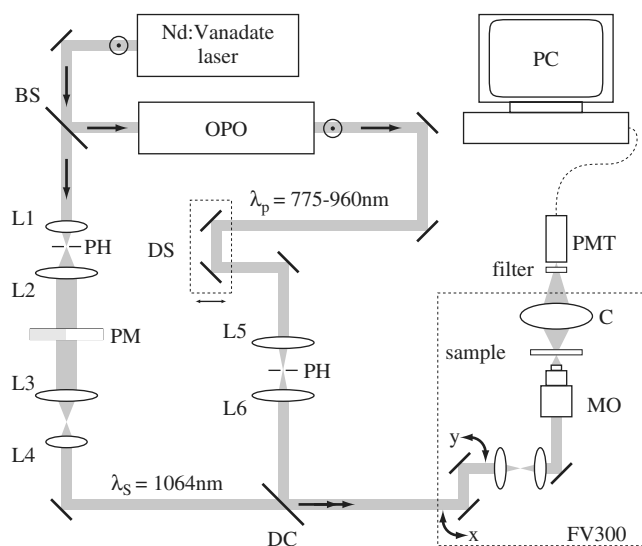 Nd:Vanadate
laser
PC
BS
OPO
λp = 775-960nm
L1
PH
DS
PMT
filter
L2
C
PM
L5
sample
PH
L3
L6
MO
L4
y
λS = 1064nm
DC
x
FV300